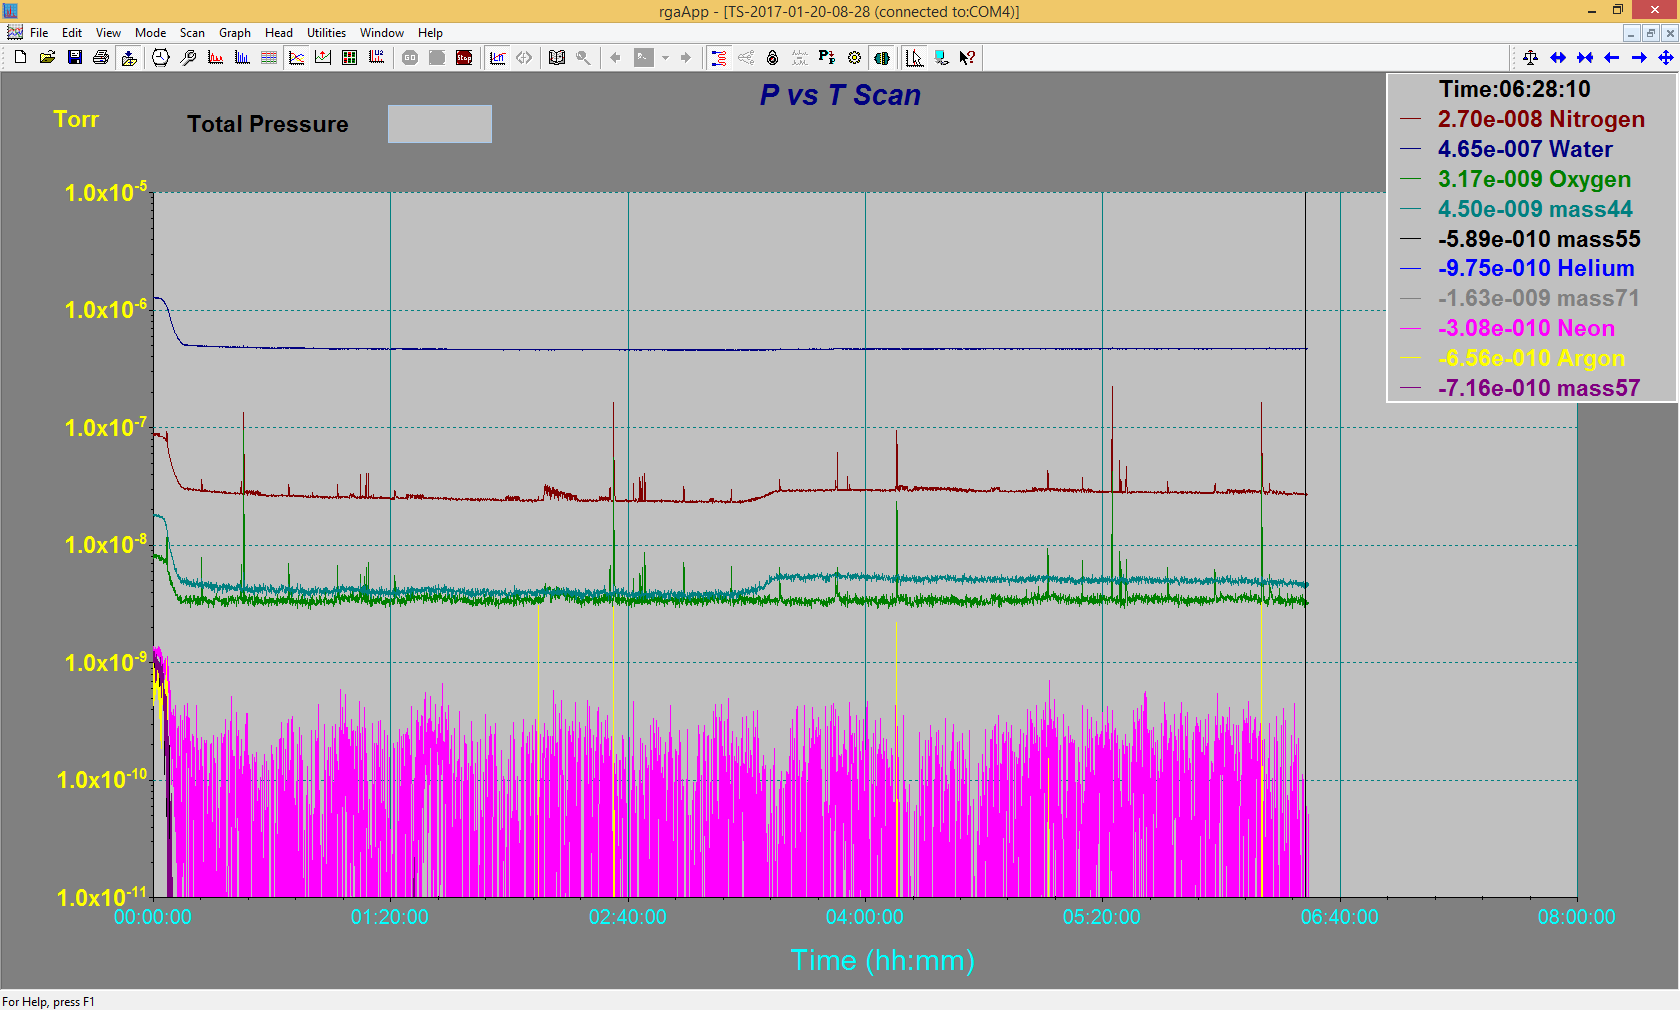 rgaApp - [TS-2017-01-20-08-28 (connected to:COM4)]
File Edit View Mode Scan Graph Head Utilities Window Help
GO Stop
P vs T Scan
Torr
Total Pressure
Time:06:28:10
2.70e-008 Nitrogen
4.65e-007 Water
3.17e-009 Oxygen
4.50e-009 mass44
-5.89e-010 mass55
-9.75e-010 Helium
-1.63e-009 mass71
-3.08e-010 Neon
-6.56e-010 Argon
-7.16e-010 mass57
1.0x10-5
1.0x10-6
1.0x10-7
1.0x10-8
1.0x10-9
1.0x10-10
1.0x10-11
00:00:00 01:20:00 02:40:00 04:00:00 05:20:00 06:40:00 08:00:00
Time (hh:mm)
For Help, press F1